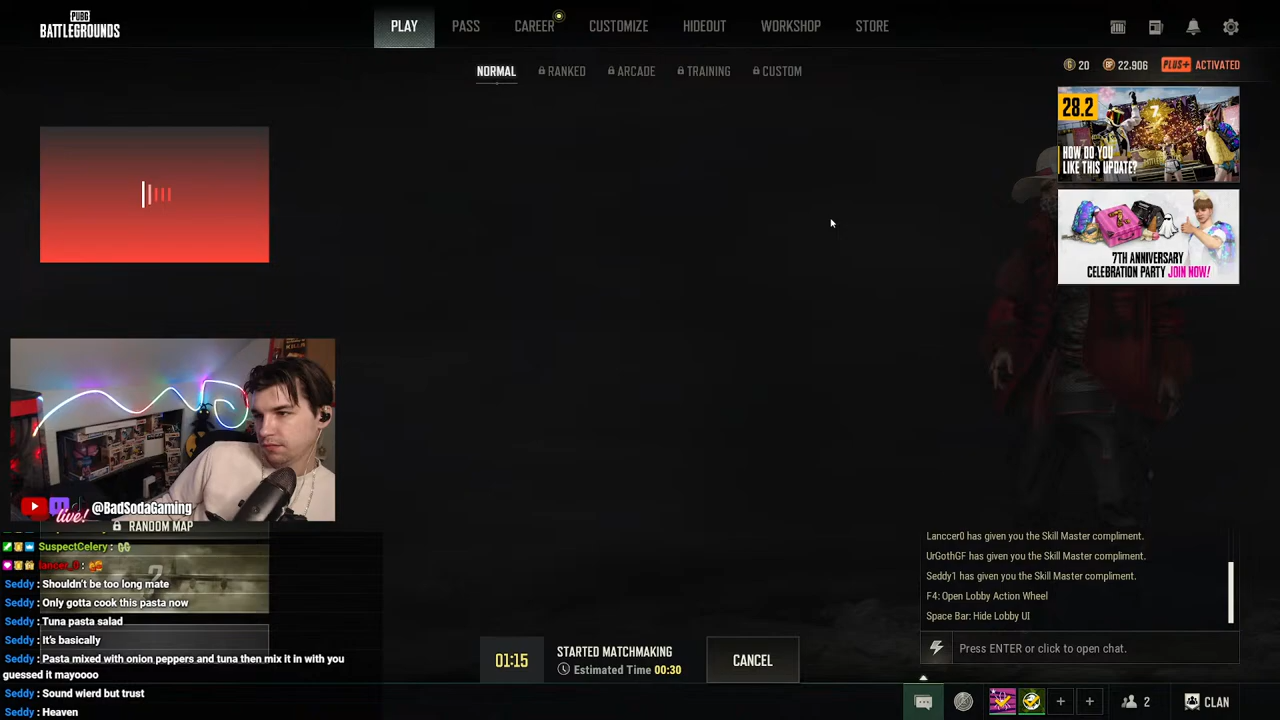 PUBG
BATTLEGROUNDS
PLAY
PASS
CAREER
CUSTOMIZE
HIDEOUT
WORKSHOP
STORE
NORMAL
RANKED
ARCADE
TRAINING
CUSTOM
G 20
BP 22,906
PLUS+ ACTIVATED
28.2
HOW DO YOU
LIKE THIS UPDATE?
7TH ANNIVERSARY
CELEBRATION PARTY JOIN NOW!
live! @BadSodaGaming
RANDOM MAP
SuspectCelery :
lancer_0 :
Seddy : Shouldn't be too long mate
Seddy : Only gotta cook this pasta now
Seddy : Tuna pasta salad
Seddy : It's basically
Seddy : Pasta mixed with onion peppers and tuna then mix it in with you
guessed it mayoooo
Seddy : Sound wierd but trust
Seddy : Heaven
01:15
STARTED MATCHMAKING
Estimated Time 00:30
CANCEL
Lanccer0 has given you the Skill Master compliment.
UrGothGF has given you the Skill Master compliment.
Seddy1 has given you the Skill Master compliment.
F4: Open Lobby Action Wheel
Space Bar: Hide Lobby UI
Press ENTER or click to open chat.
2
CLAN